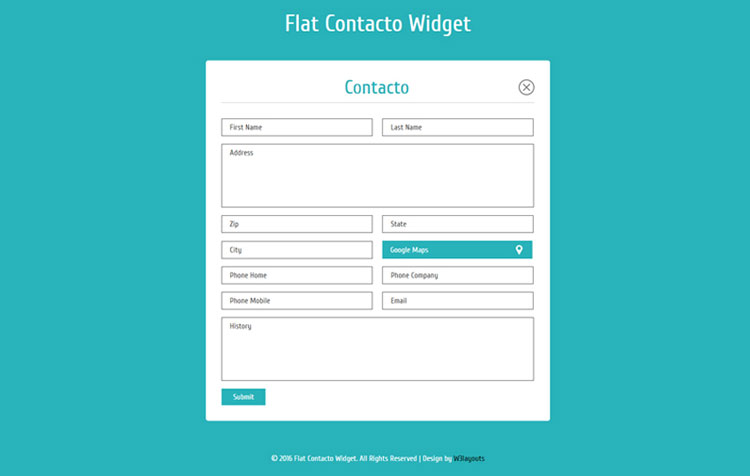 Flat Contacto Widget
Contacto
First Name
Last Name
Address
Zip
State
City
Google Maps
Phone Home
Phone Company
Phone Mobile
Email
History
Submit
© 2016 Flat Contacto Widget. All Rights Reserved | Design by W3layouts